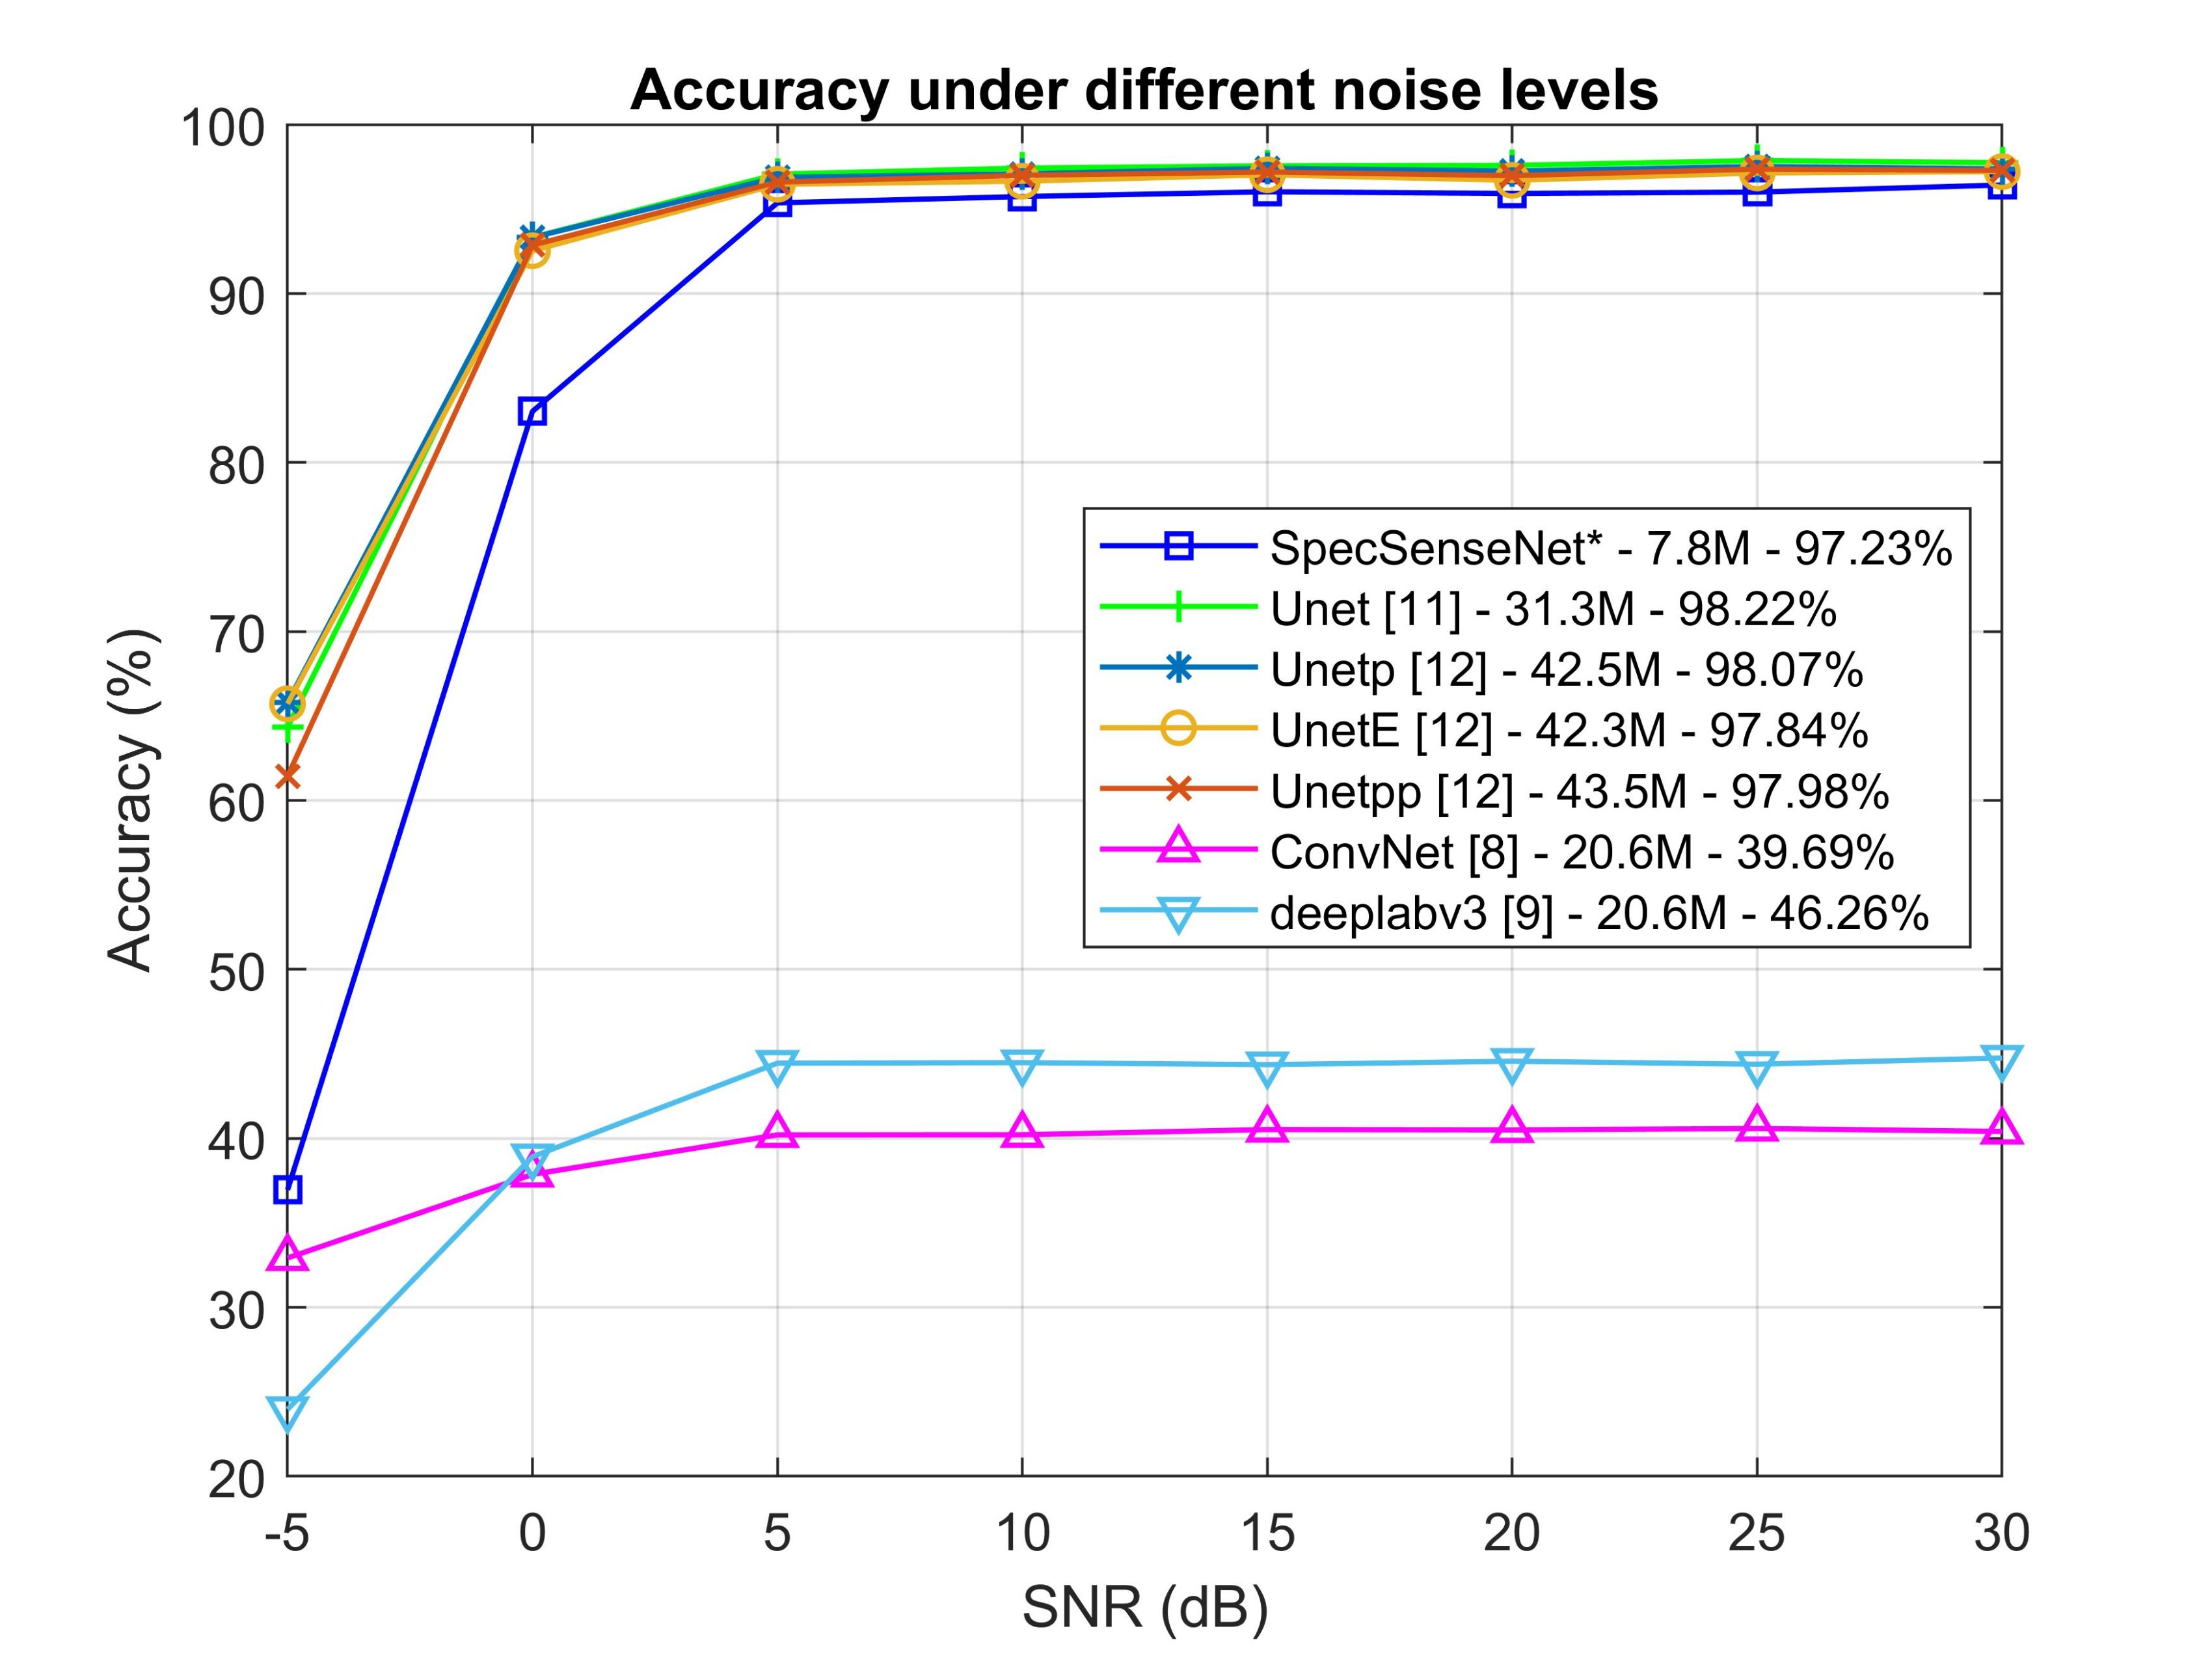 Accuracy under different noise levels
100
90
80
70
60
50
40
30
20
Accuracy (%)
SpecSenseNet* - 7.8M - 97.23%
Unet [11] - 31.3M - 98.22%
Unetp [12] - 42.5M - 98.07%
UnetE [12] - 42.3M - 97.84%
Unetpp [12] - 43.5M - 97.98%
ConvNet [8] - 20.6M - 39.69%
deeplabv3 [9] - 20.6M - 46.26%
-5 0 5 10 15 20 25 30
SNR (dB)